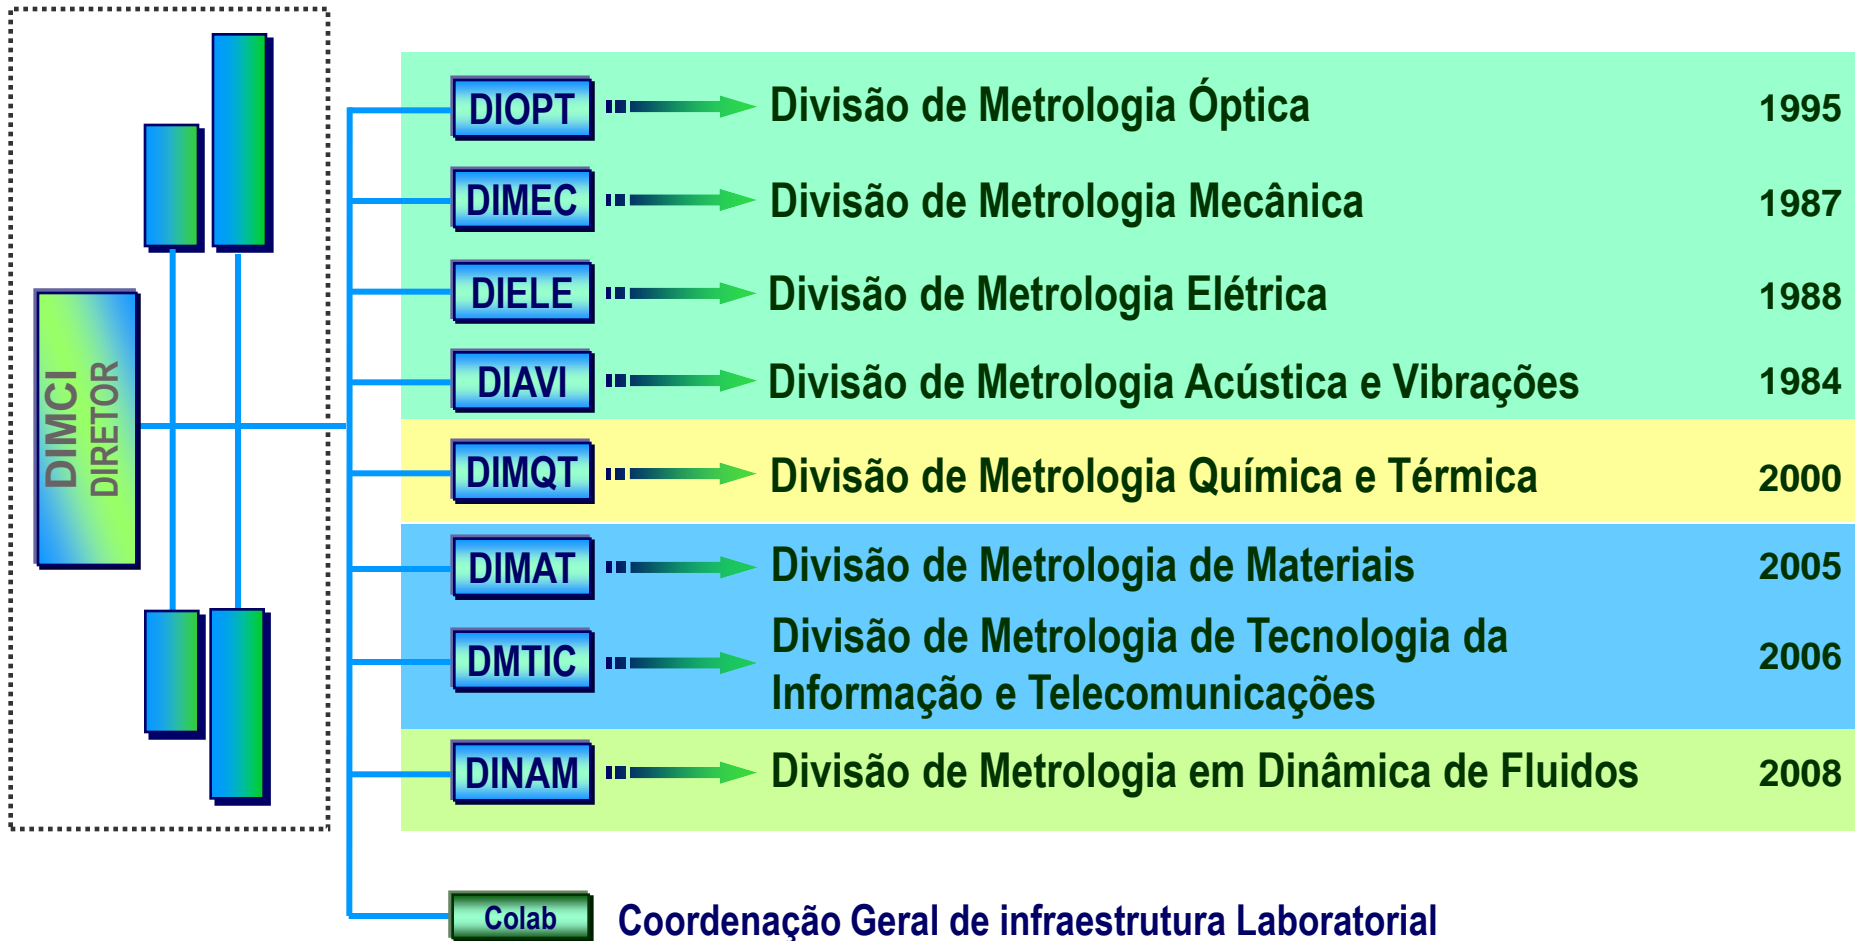 DIMCI
DIRETOR
DIOPT Divisão de Metrologia Óptica 1995
DIMEC Divisão de Metrologia Mecânica 1987
DIELE Divisão de Metrologia Elétrica 1988
DIAVI Divisão de Metrologia Acústica e Vibrações 1984
DIMQT Divisão de Metrologia Química e Térmica 2000
DIMAT Divisão de Metrologia de Materiais 2005
DMTIC Divisão de Metrologia de Tecnologia da
Informação e Telecomunicações 2006
DINAM Divisão de Metrologia em Dinâmica de Fluidos 2008
Colab Coordenação Geral de infraestrutura Laboratorial